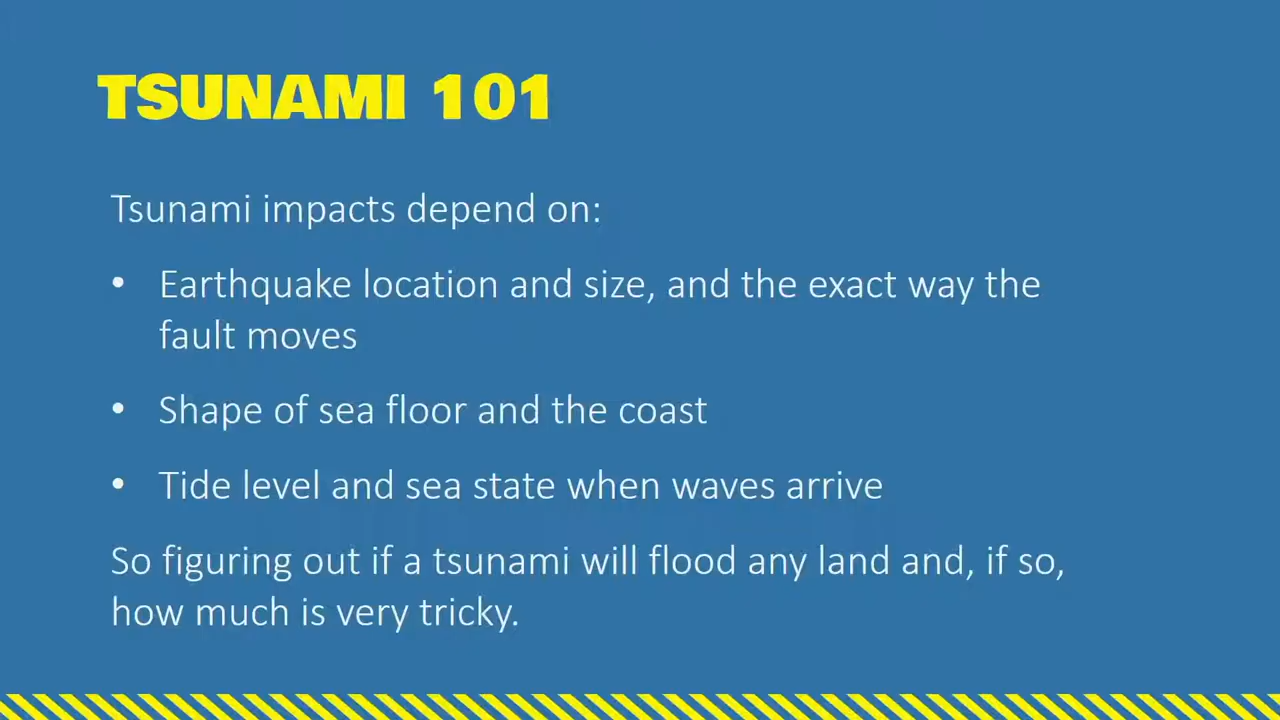 TSUNAMI 101
Tsunami impacts depend on:
• Earthquake location and size, and the exact way the
fault moves
• Shape of sea floor and the coast
• Tide level and sea state when waves arrive
So figuring out if a tsunami will flood any land and, if so,
how much is very tricky.